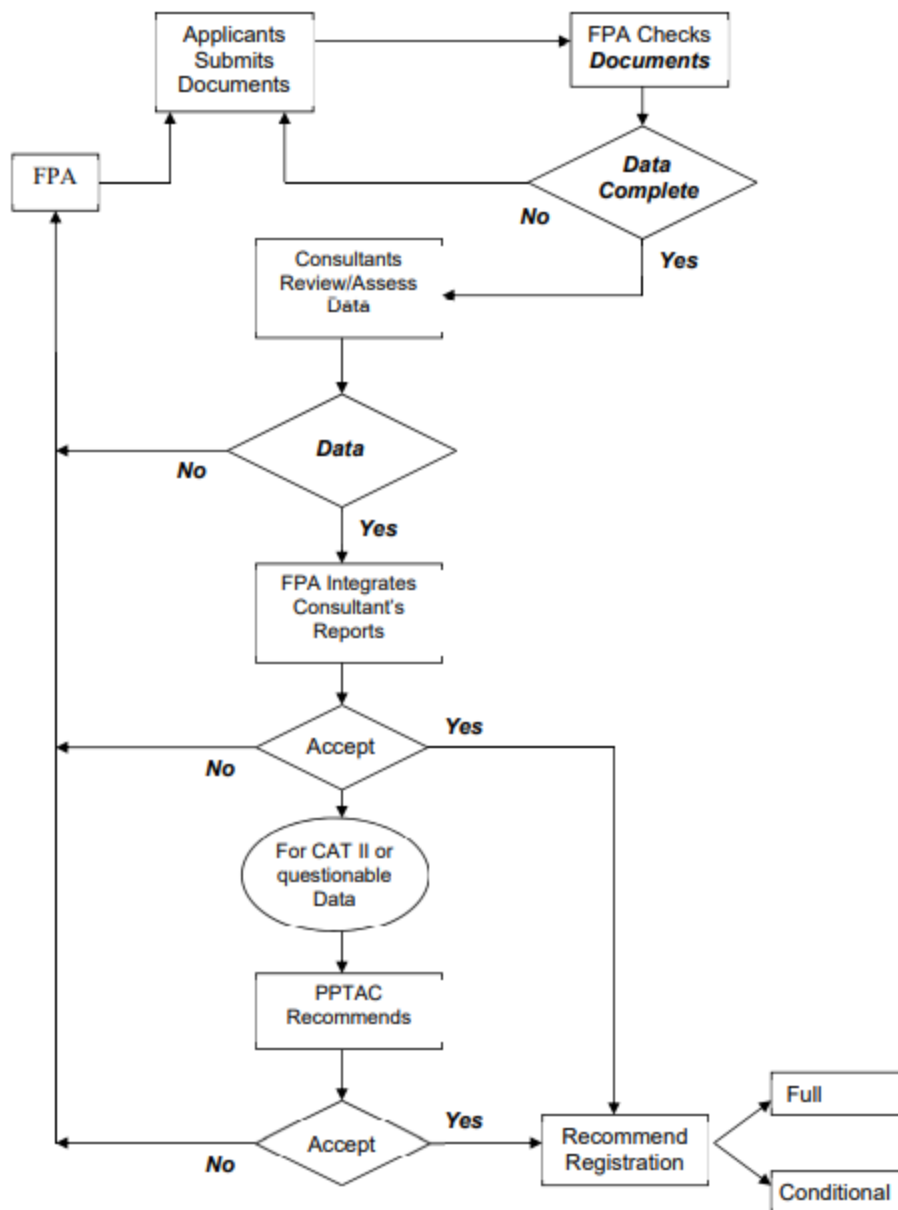 Applicants
Submits
Documents
FPA Checks
Documents
FPA
Data
Complete
No
Yes
Consultants
Review/Assess
Data
Data
No
Yes
FPA Integrates
Consultant's
Reports
Accept
Yes
No
For CAT II or
questionable
Data
PPTAC
Recommends
Accept
Yes
No
Recommend
Registration
Full
Conditional